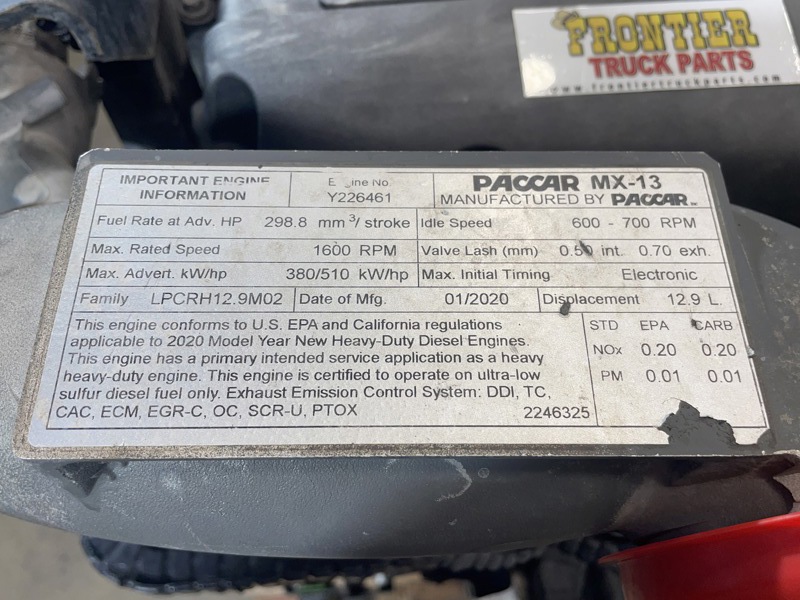 FRONTIER
TRUCK PARTS
www.frontiertruckparts.com
IMPORTANT ENGINE
INFORMATION
E ine No.
Y226461
PACCAR MX-13
MANUFACTURED BY PACCAR
Fuel Rate at Adv. HP 298.8 mm³/ stroke
Idle Speed 600 - 700 RPM
Max. Rated Speed 1600 RPM
Valve Lash (mm) 0.50 int. 0.70 exh.
Max. Advert. kW/hp 380/510 kW/hp
Max. Initial Timing Electronic
Family LPCRH12.9M02
Date of Mfg. 01/2020
Displacement 12.9 L.
This engine conforms to U.S. EPA and California regulations
applicable to 2020 Model Year New Heavy-Duty Diesel Engines.
This engine has a primary intended service application as a heavy
heavy-duty engine. This engine is certified to operate on ultra-low
sulfur diesel fuel only. Exhaust Emission Control System: DDI, TC,
CAC, ECM, EGR-C, OC, SCR-U, PTOX
2246325
STD EPA CARB
NOx 0.20 0.20
PM 0.01 0.01